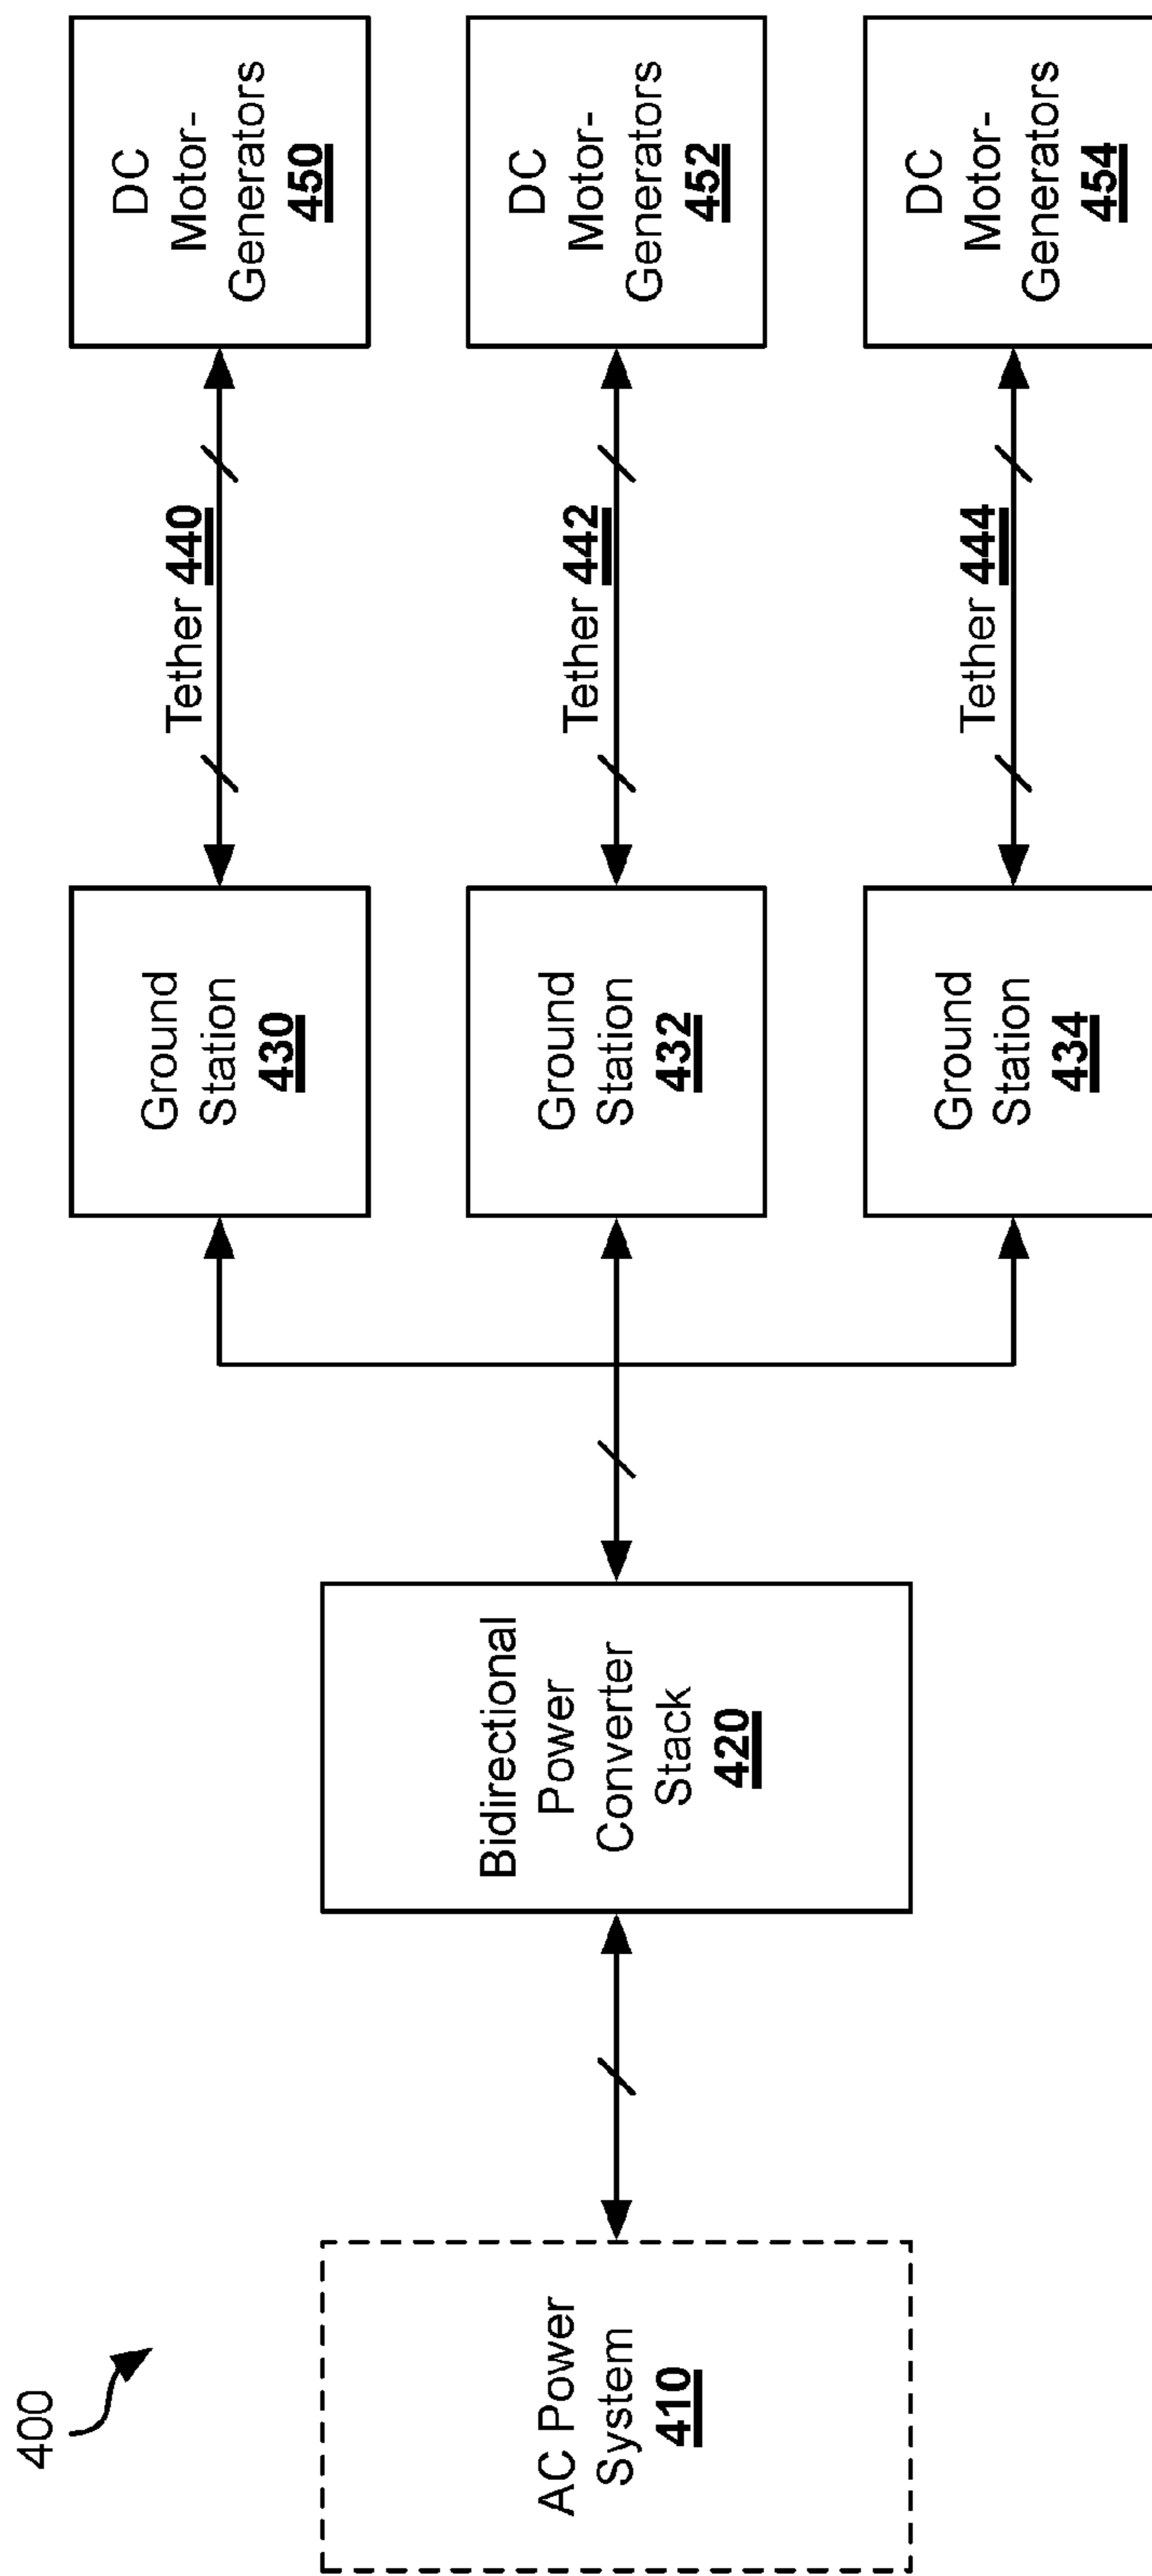 400
AC Power
System
410
Bidirectional
Power
Converter
Stack
420
Ground
Station
430
Tether 440
DC
Motor-
Generators
450
Ground
Station
432
Tether 442
DC
Motor-
Generators
452
Ground
Station
434
Tether 444
DC
Motor-
Generators
454